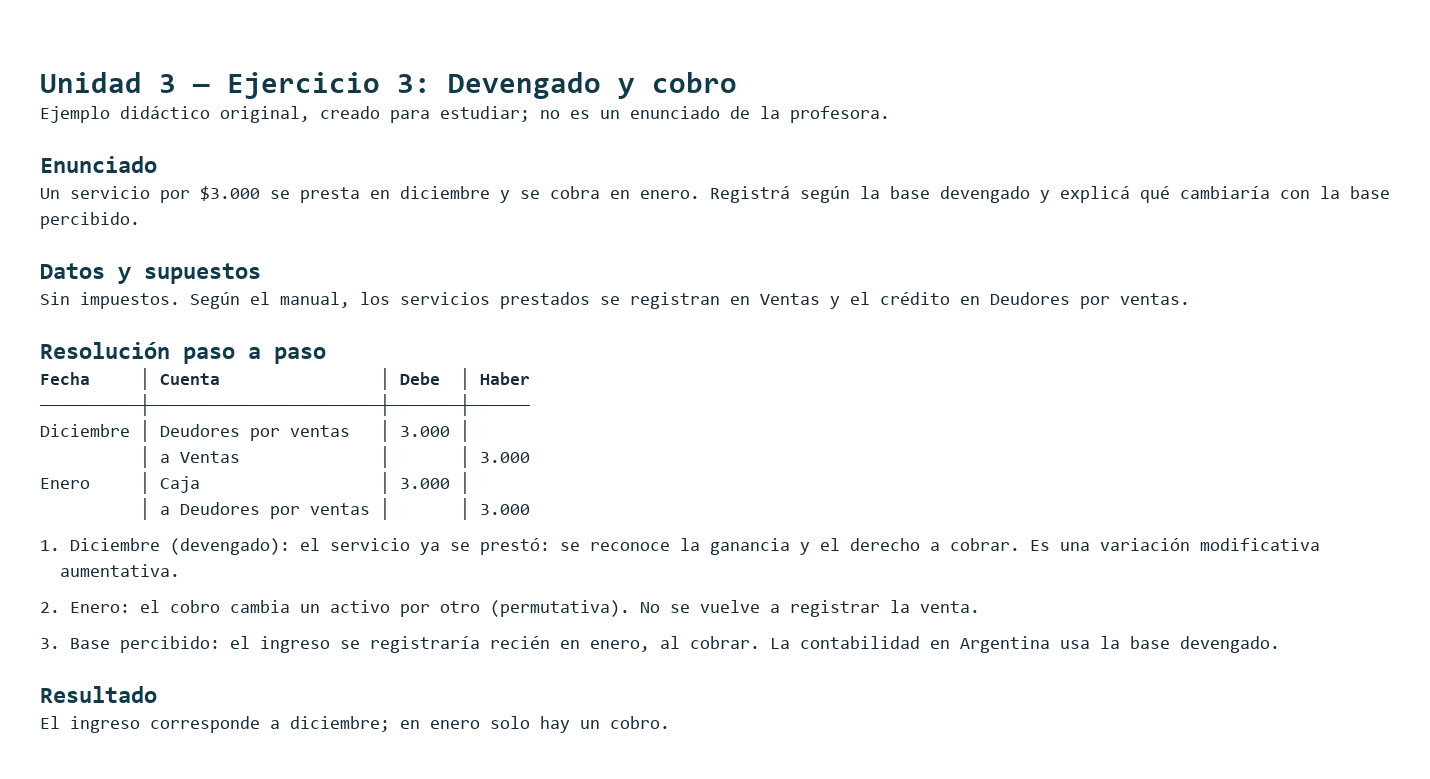 Unidad 3 — Ejercicio 3: Devengado y cobro
Ejemplo didáctico original, creado para estudiar; no es un enunciado de la profesora.
Enunciado
Un servicio por $3.000 se presta en diciembre y se cobra en enero. Registrá según la base devengado y explicá qué cambiaría con la base
percibido.
Datos y supuestos
Sin impuestos. Según el manual, los servicios prestados se registran en Ventas y el crédito en Deudores por ventas.
Resolución paso a paso
Fecha │ Cuenta │ Debe │ Haber
Diciembre │ Deudores por ventas │ 3.000 │
│ a Ventas │ │ 3.000
Enero │ Caja │ 3.000 │
│ a Deudores por ventas │ │ 3.000
1. Diciembre (devengado): el servicio ya se prestó: se reconoce la ganancia y el derecho a cobrar. Es una variación modificativa
aumentativa.
2. Enero: el cobro cambia un activo por otro (permutativa). No se vuelve a registrar la venta.
3. Base percibido: el ingreso se registraría recién en enero, al cobrar. La contabilidad en Argentina usa la base devengado.
Resultado
El ingreso corresponde a diciembre; en enero solo hay un cobro.